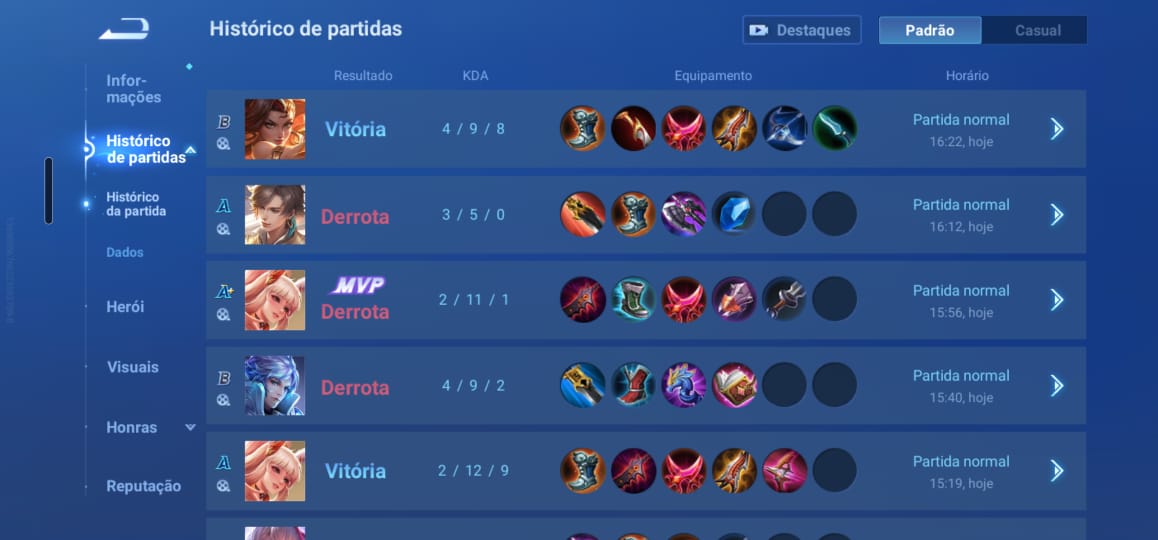 Histórico de partidas
Destaques
Padrão
Casual
Infor-
mações
Histórico
de partidas
Histórico
da partida
Dados
Herói
Visuais
Honras
Reputação
Resultado KDA Equipamento Horário
B
Vitória
4 / 9 / 8
Partida normal
16:22, hoje
A
Derrota
3 / 5 / 0
Partida normal
16:12, hoje
A+
MVP
Derrota
2 / 11 / 1
Partida normal
15:56, hoje
B
Derrota
4 / 9 / 2
Partida normal
15:40, hoje
A
Vitória
2 / 12 / 9
Partida normal
15:19, hoje